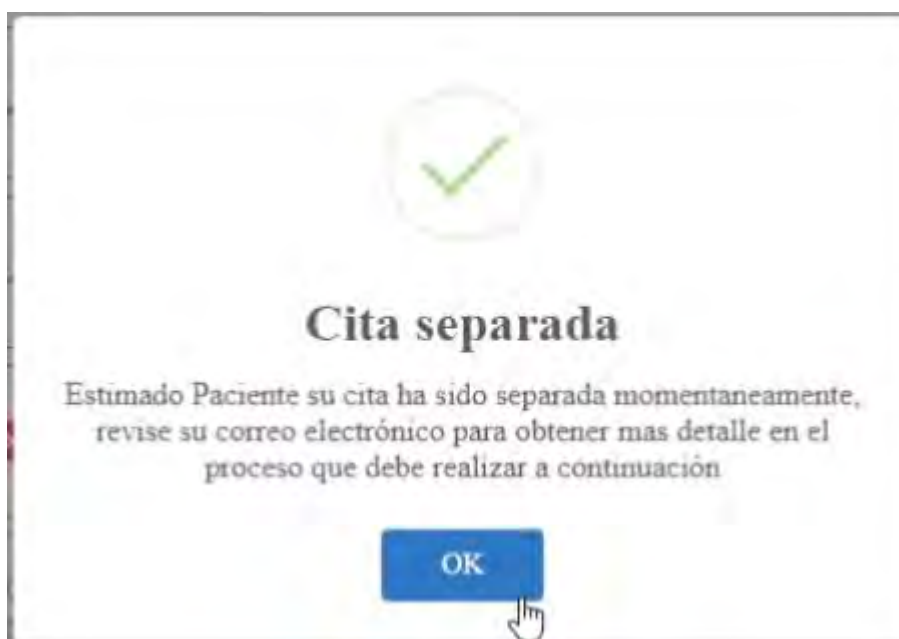 Cita separada
Estimado Paciente su cita ha sido separada momentaneamente,
revise su correo electrónico para obtener mas detalle en el
proceso que debe realizar a continuación
OK